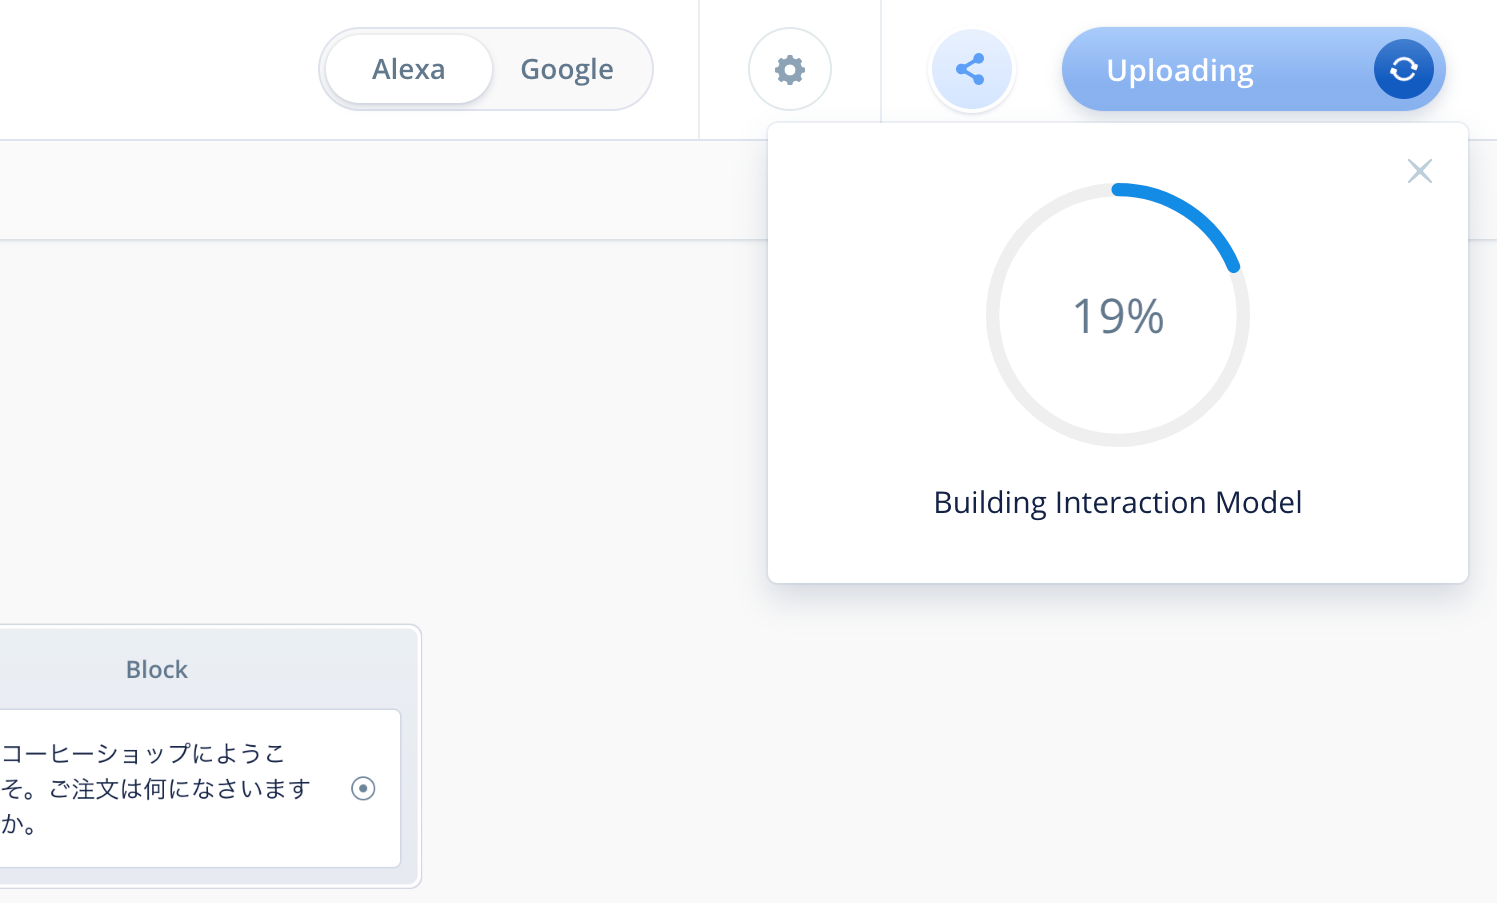 Alexa
Google
Uploading
19%
Building Interaction Model
Block
コーヒーショップにようこ
そ。ご注文は何になさいます
か。